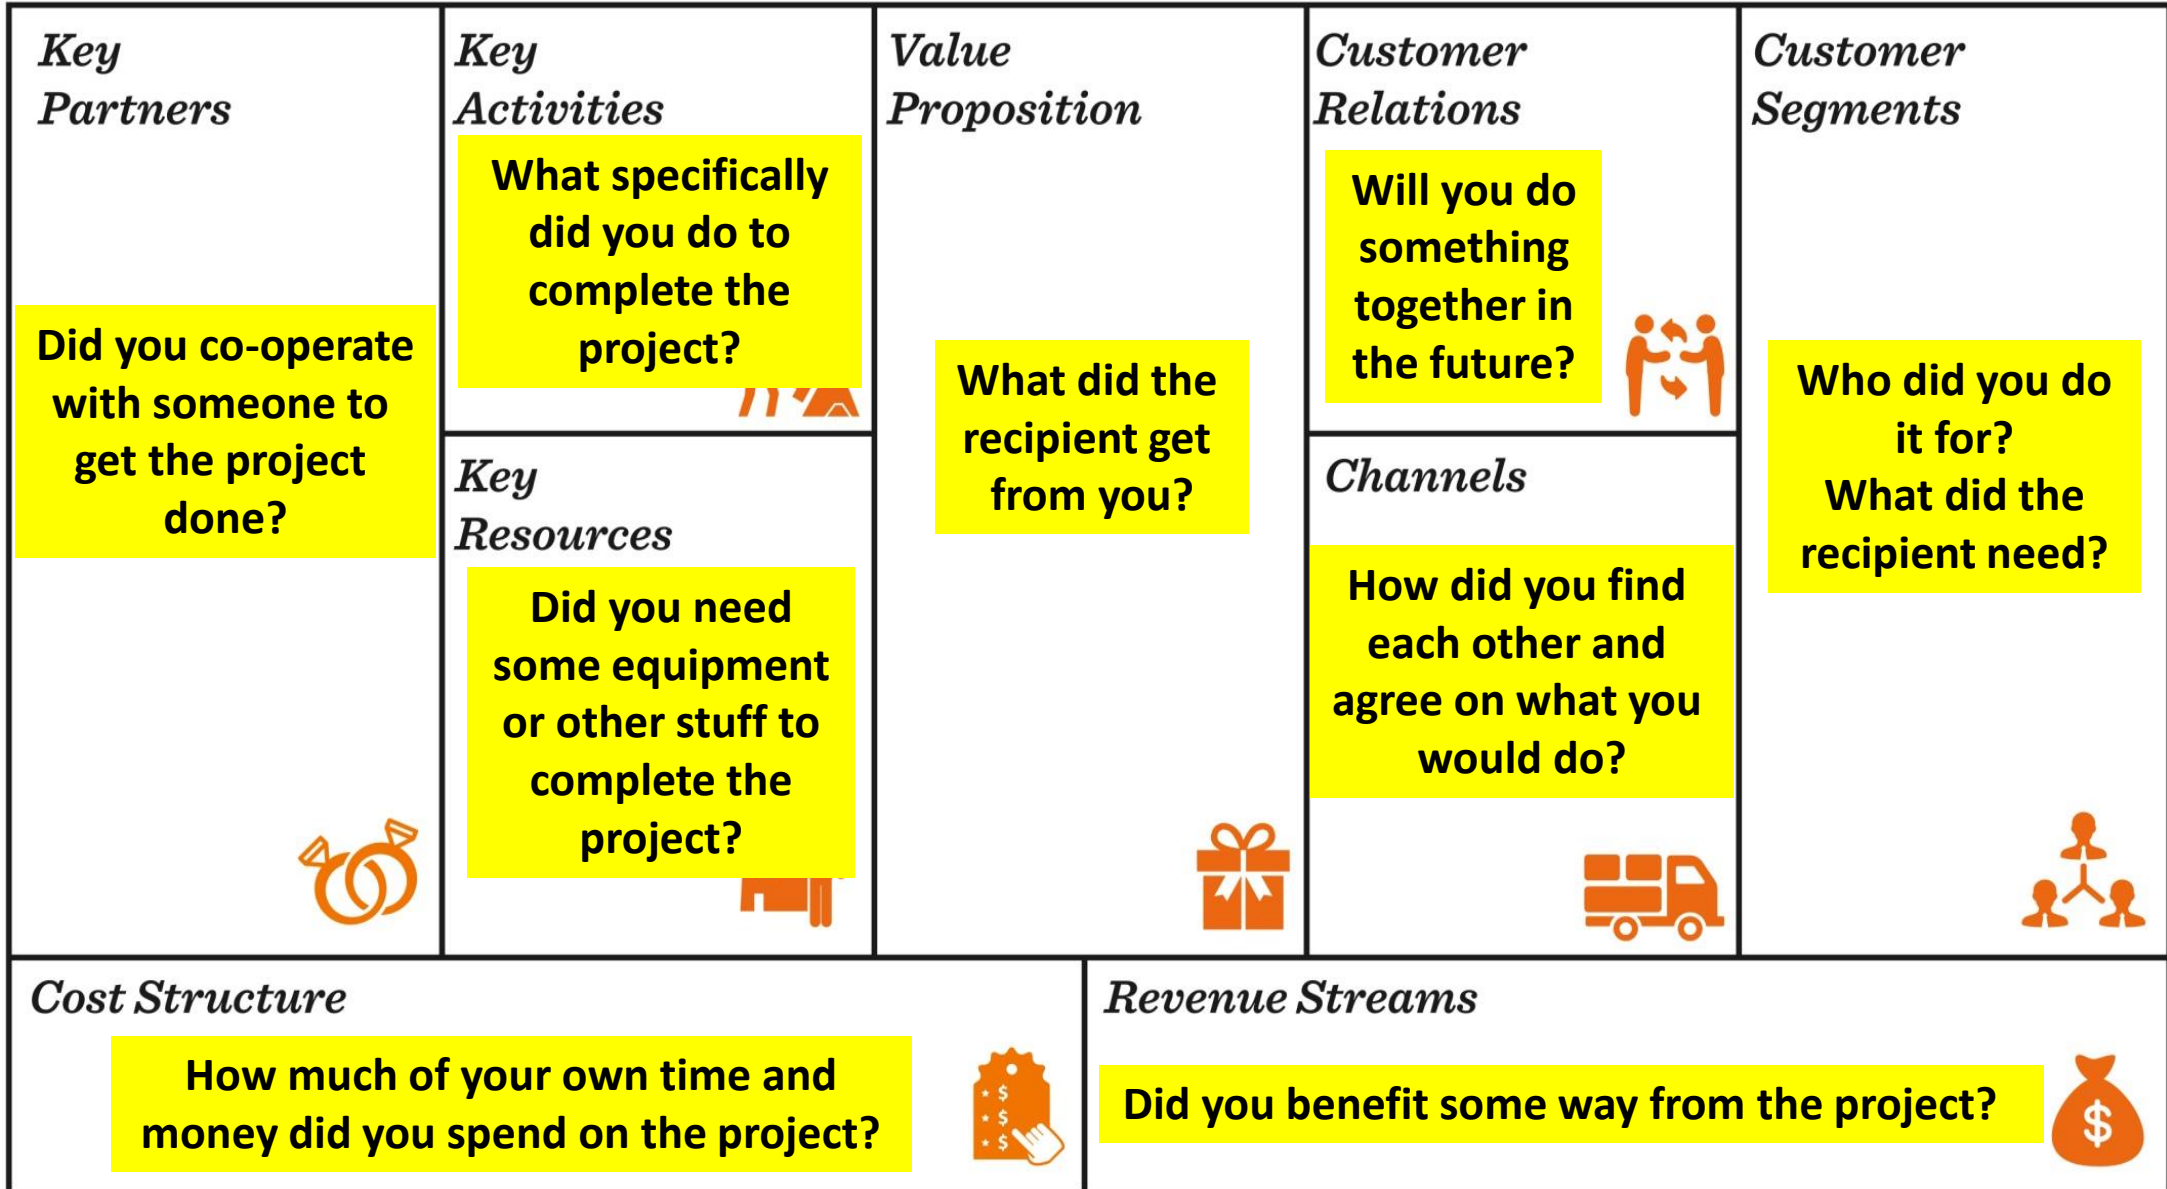 Key
Partners
Did you co-operate
with someone to
get the project
done?
Key
Activities
What specifically
did you do to
complete the
project?
Key
Resources
Did you need
some equipment
or other stuff to
complete the
project?
Value
Proposition
What did the
recipient get
from you?
Customer
Relations
Will you do
something
together in
the future?
Channels
How did you find
each other and
agree on what you
would do?
Customer
Segments
Who did you do
it for?
What did the
recipient need?
Cost Structure
How much of your own time and
money did you spend on the project?
$
$
$
Revenue Streams
Did you benefit some way from the project?
$